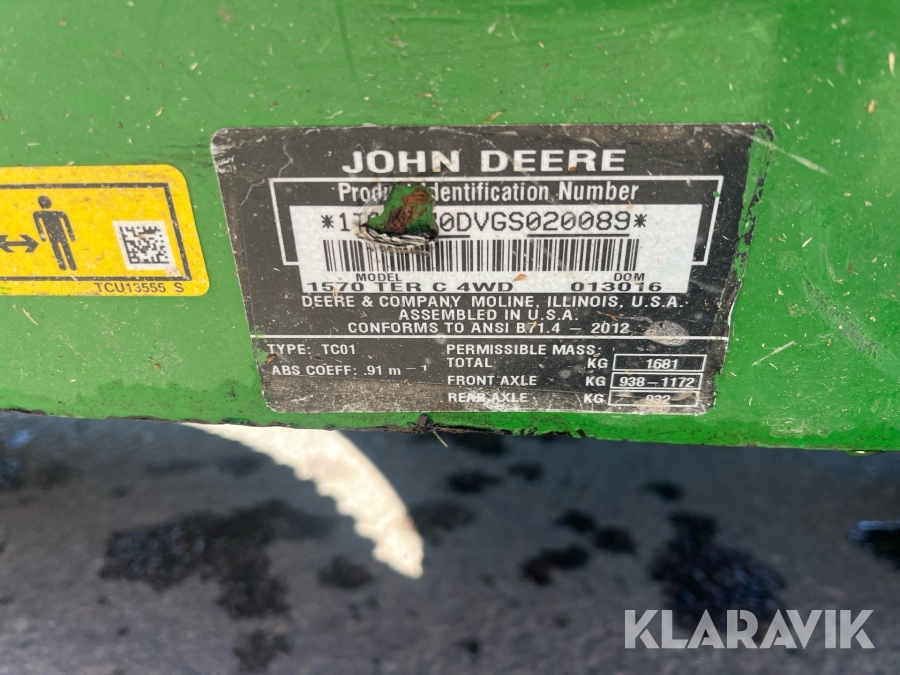 JOHN DEERE
Identification Number
0DVGS020089*
MODEL DOM
1570 TER C 4WD 013016
DEERE & COMPANY MOLINE, ILLINOIS, U.S.A.
ASSEMBLED IN U.S.A.
CONFORMS TO ANSI B71.4 – 2012
TYPE: TC01 PERMISSIBLE MASS:
ABS COEFF: .91 m – 1 TOTAL KG 1681
FRONT AXLE KG 938–1172
REAR AXLE KG 932
TCU13555 S
KLARAVIK